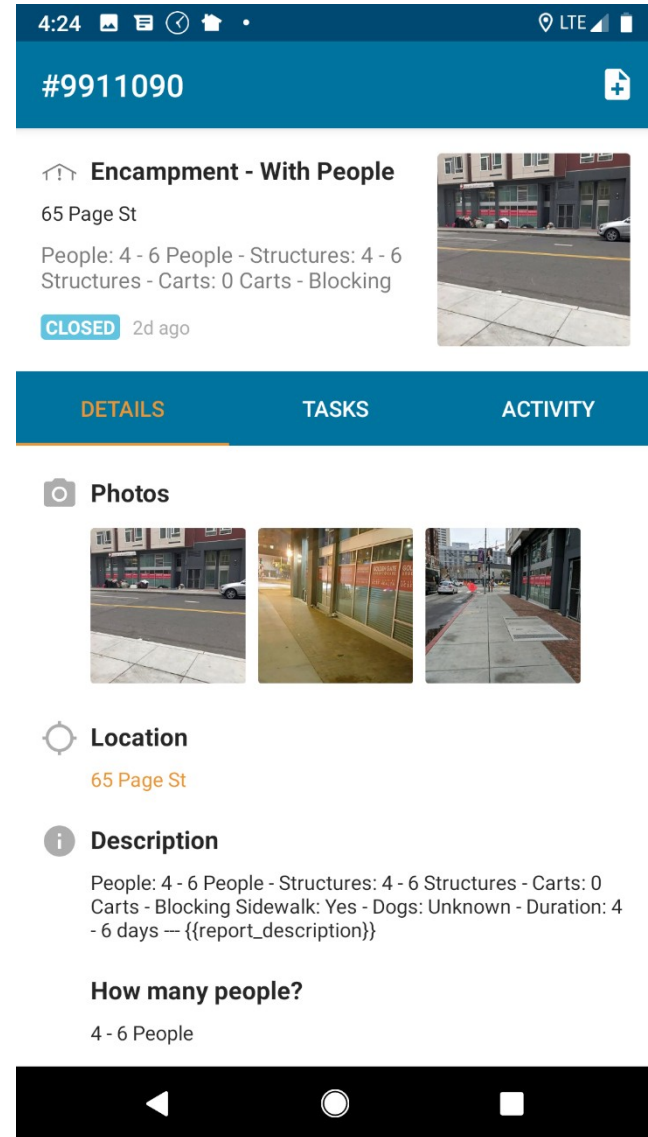 4:24
LTE
#9911090
Encampment - With People
65 Page St
People: 4 - 6 People - Structures: 4 - 6
Structures - Carts: 0 Carts - Blocking
CLOSED 2d ago
DETAILS TASKS ACTIVITY
Photos
Location
65 Page St
Description
People: 4 - 6 People - Structures: 4 - 6 Structures - Carts: 0
Carts - Blocking Sidewalk: Yes - Dogs: Unknown - Duration: 4
- 6 days --- {{report_description}}
How many people?
4 - 6 People